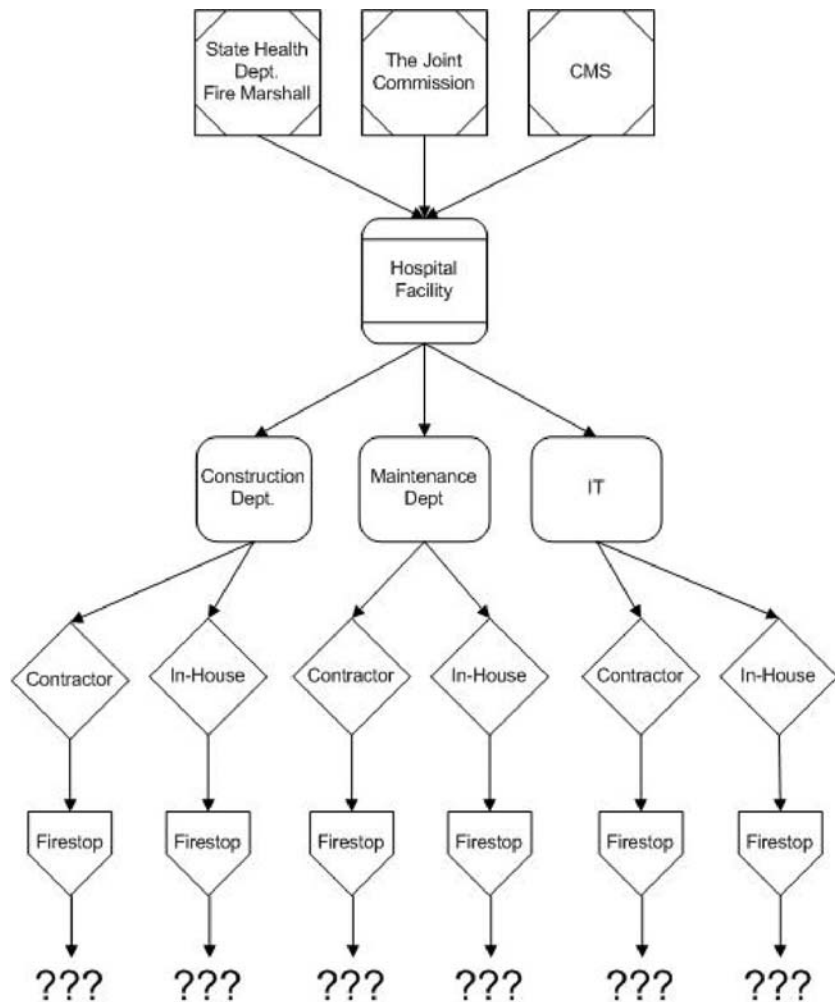 State Health
Dept.
Fire Marshall
The Joint
Commission
CMS
Hospital
Facility
Construction
Dept.
Maintenance
Dept
IT
Contractor
In-House
Contractor
In-House
Contractor
In-House
Firestop
Firestop
Firestop
Firestop
Firestop
Firestop
???
???
???
???
???
???